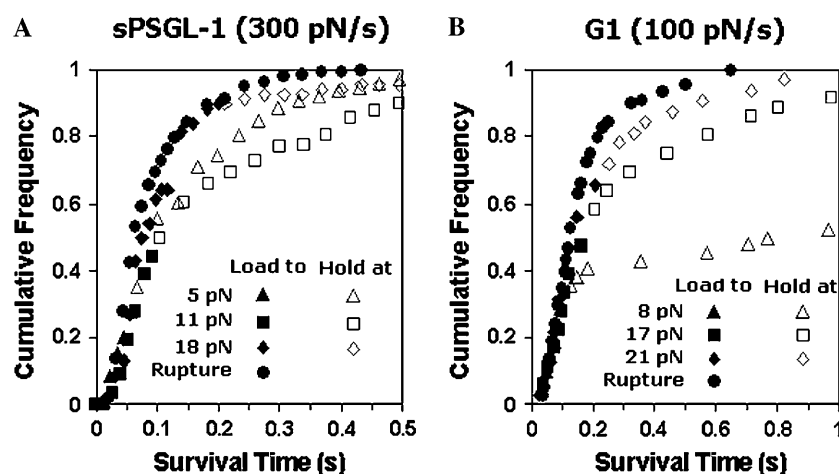 A sPSGL-1 (300 pN/s)
Cumulative Frequency
1
0.8
0.6
0.4
0.2
0
0 0.1 0.2 0.3 0.4 0.5
Survival Time (s)
Load to Hold at
5 pN
11 pN
18 pN
Rupture
B G1 (100 pN/s)
Cumulative Frequency
1
0.8
0.6
0.4
0.2
0
0 0.2 0.4 0.6 0.8 1
Survival Time (s)
Load to Hold at
8 pN
17 pN
21 pN
Rupture